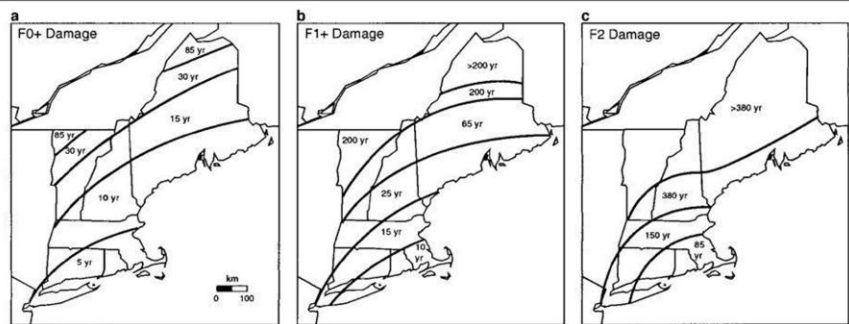 a
F0+ Damage
85 yr
30 yr
15 yr
85 yr
30 yr
10 yr
5 yr
km
0 100
b
F1+ Damage
>200 yr
200 yr
65 yr
200 yr
25 yr
15 yr
10
yr
c
F2 Damage
>380 yr
380 yr
150 yr
85
yr